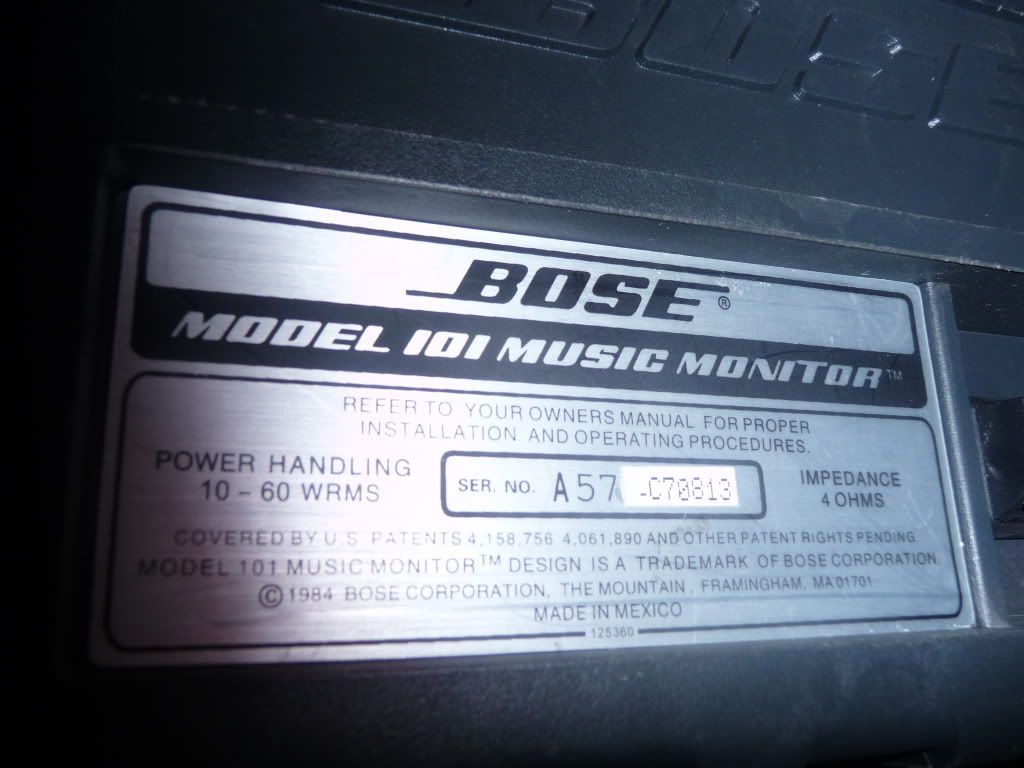 BOSE
BOSE®
MODEL 101 MUSIC MONITOR™
REFER TO YOUR OWNERS MANUAL FOR PROPER
INSTALLATION AND OPERATING PROCEDURES.
POWER HANDLING
10 - 60 WRMS
SER. NO. A57 -C70813
IMPEDANCE
4 OHMS
COVERED BY U.S PATENTS 4,158,756 4,061,890 AND OTHER PATENT RIGHTS PENDING
MODEL 101 MUSIC MONITOR™ DESIGN IS A TRADEMARK OF BOSE CORPORATION.
©1984 BOSE CORPORATION, THE MOUNTAIN, FRAMINGHAM, MA 01701
MADE IN MEXICO
125360